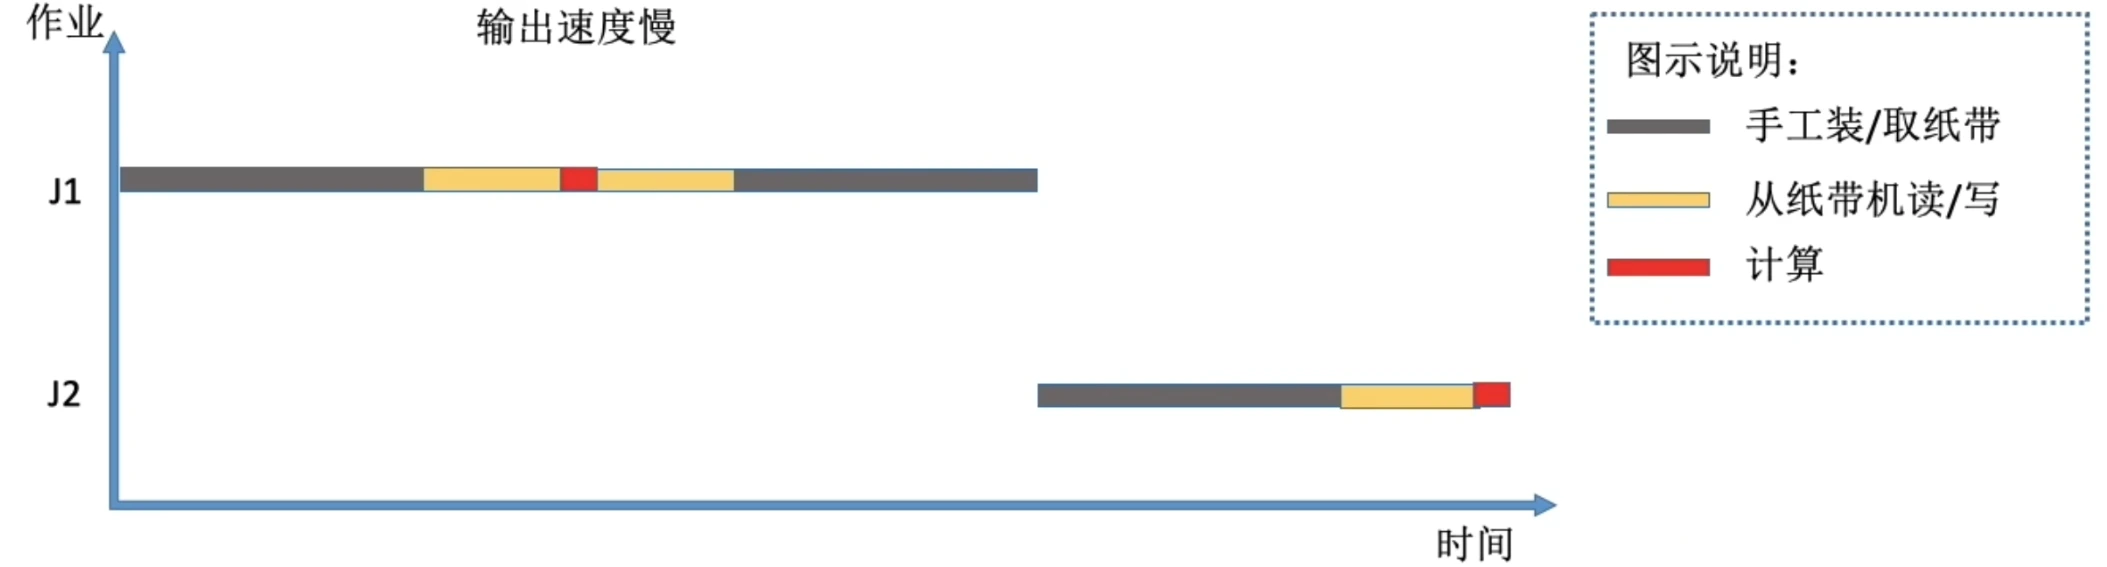 作业
输出速度慢
J1
J2
时间
图示说明：
手工装/取纸带
从纸带机读/写
计算